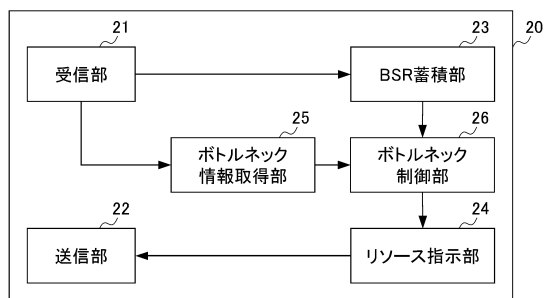 21
受信部
23
BSR蓄積部
20
25
ボトルネック
情報取得部
26
ボトルネック
制御部
22
送信部
24
リソース指示部